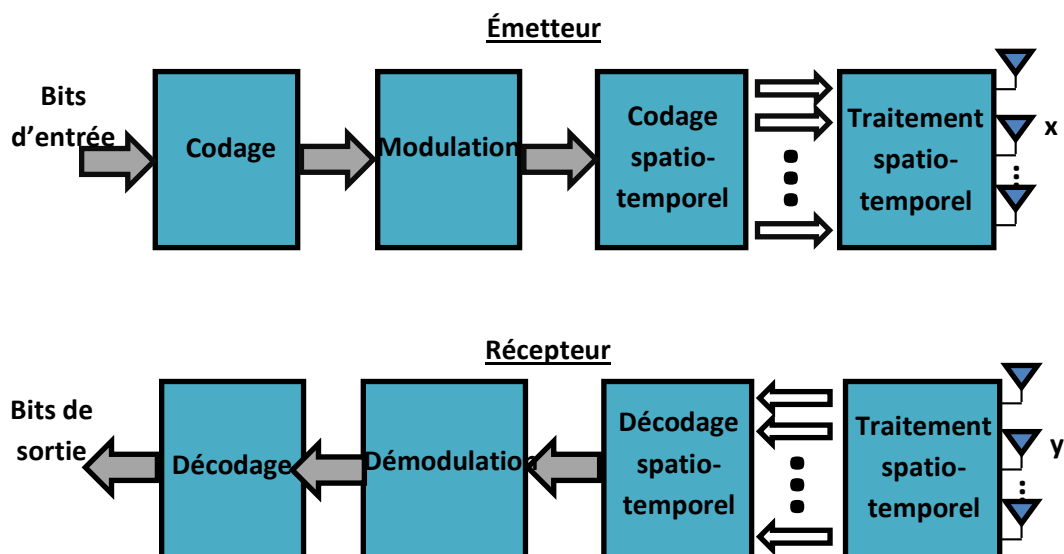 Émetteur
Bits
d'entrée
Codage
Modulation
Codage
spatio-
temporel
Traitement
spatio-
temporel
x
Récepteur
Bits de
sortie
Décodage
Démodulation
Décodage
spatio-
temporel
Traitement
spatio-
temporel
y